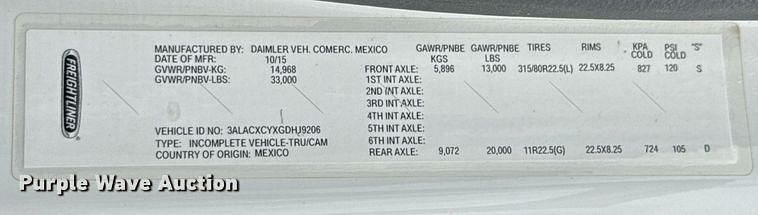 FREIGHTLINER
MANUFACTURED BY: DAIMLER VEH. COMERC. MEXICO
DATE OF MFR: 10/15
GVWR/PNBV-KG: 14,968
GVWR/PNBV-LBS: 33,000
VEHICLE ID NO: 3ALACXCYXGDHU9206
TYPE: INCOMPLETE VEHICLE-TRU/CAM
COUNTRY OF ORIGIN: MEXICO
GAWR/PNBE KGS GAWR/PNBE LBS TIRES RIMS KPA COLD PSI COLD "S"
FRONT AXLE: 5,896 13,000 315/80R22.5(L) 22.5X8.25 827 120 S
1ST INT AXLE:
2ND INT AXLE:
3RD INT AXLE:
4TH INT AXLE:
5TH INT AXLE:
6TH INT AXLE:
REAR AXLE: 9,072 20,000 11R22.5(G) 22.5X8.25 724 105 D
Purple Wave Auction